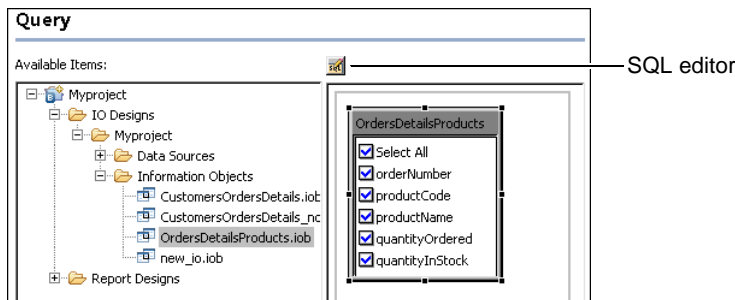 Query
Available Items:
sql
SQL editor
Myproject
IO Designs
Myproject
Data Sources
Information Objects
CustomersOrdersDetails.iob
CustomersOrdersDetails_nc
OrdersDetailsProducts.iob
new_io.iob
Report Designs
OrdersDetailsProducts
Select All
orderNumber
productCode
productName
quantityOrdered
quantityInStock